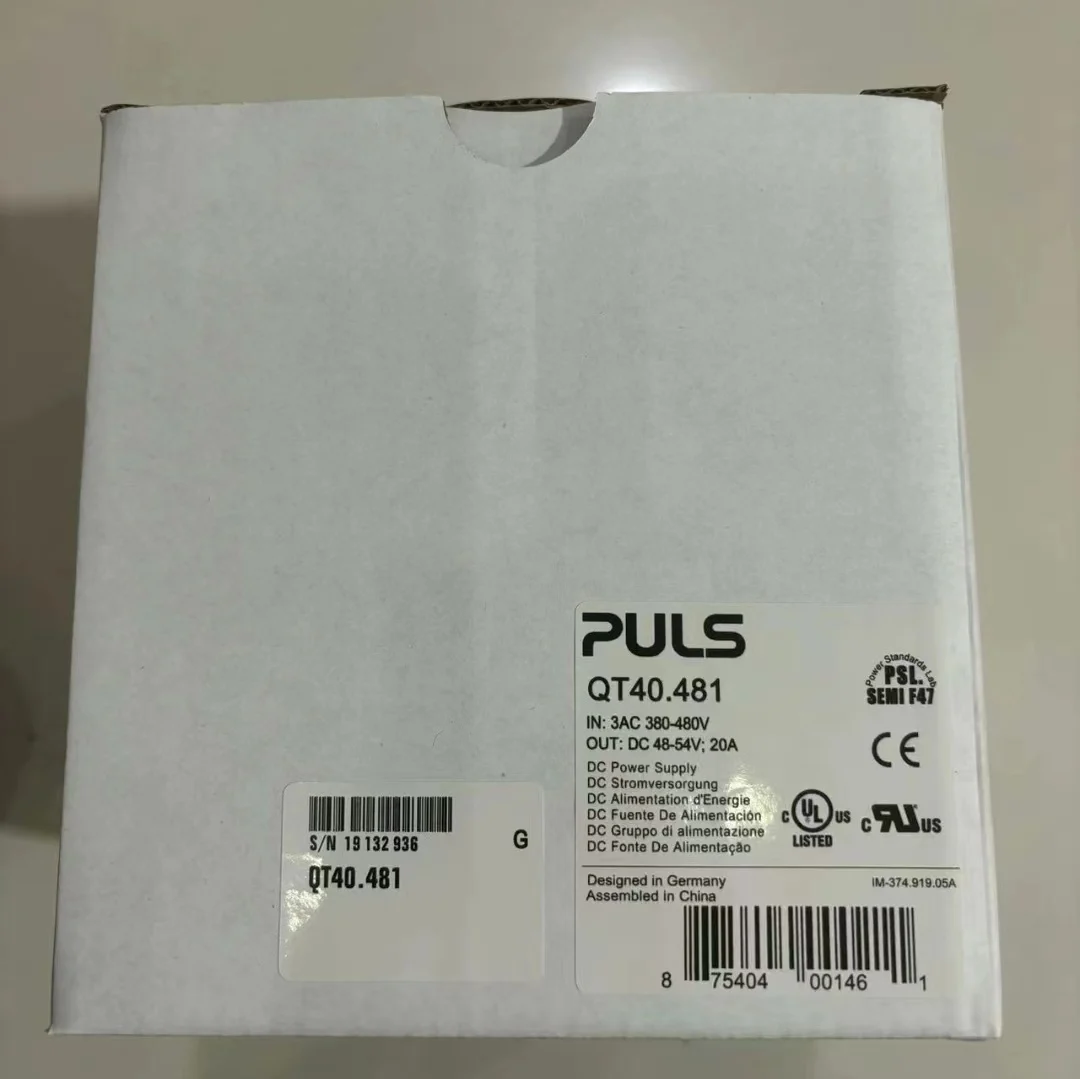 PULS
QT40.481
IN: 3AC 380-480V
OUT: DC 48-54V; 20A
DC Power Supply
DC Stromversorgung
DC Alimentation d'Energie
DC Fuente De Alimentación
DC Gruppo di alimentazione
DC Fonte De Alimentação
Power Standards Lab
PSL.
SEMI F47
CE
C UL US
LISTED
C RU US
Designed in Germany
Assembled in China
IM-374.919.05A
8 75404 00146 1
S/N 19 132 936
G
QT40.481